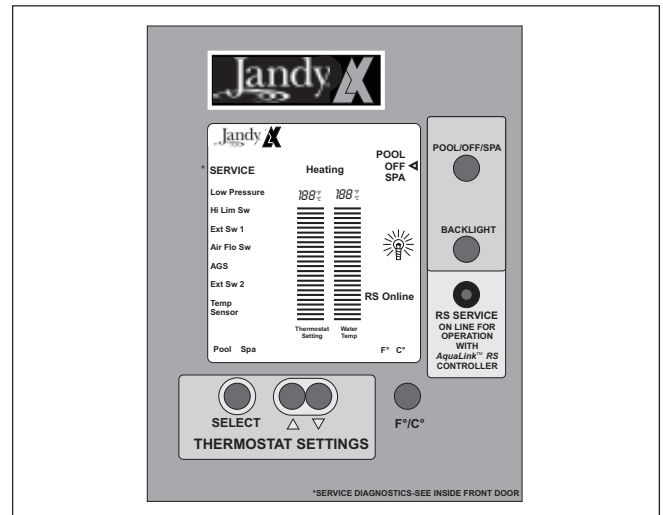 Jandy LX
Jandy LX
* SERVICE
Heating
POOL
OFF
SPA
Low Pressure
Hi Lim Sw
Ext Sw 1
Air Flo Sw
AGS
Ext Sw 2
Temp
Sensor
188 °F °C
188 °F °C
RS Online
Thermostat
Setting
Water
Temp
Pool Spa
F° C°
POOL/OFF/SPA
BACKLIGHT
RS SERVICE
ON LINE FOR
OPERATION
WITH
AquaLink™ RS
CONTROLLER
SELECT
F°/C°
THERMOSTAT SETTINGS
*SERVICE DIAGNOSTICS-SEE INSIDE FRONT DOOR